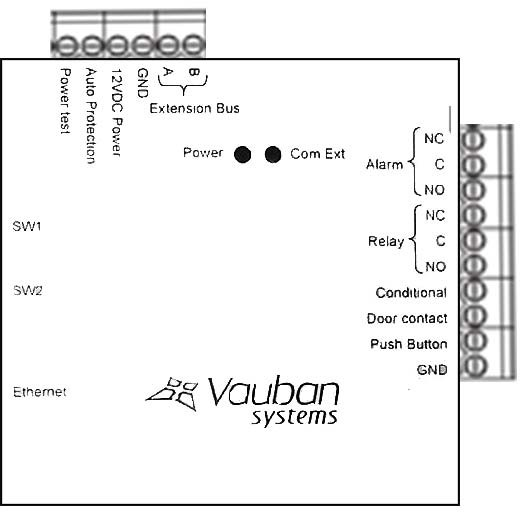 Power test
Auto Protection
12VDC Power
GND
A
B
Extension Bus
Power
Com Ext
Alarm
NC
C
NO
Relay
NC
C
NO
SW1
SW2
Conditional
Door contact
Push Button
GND
Ethernet
Vauban
systems